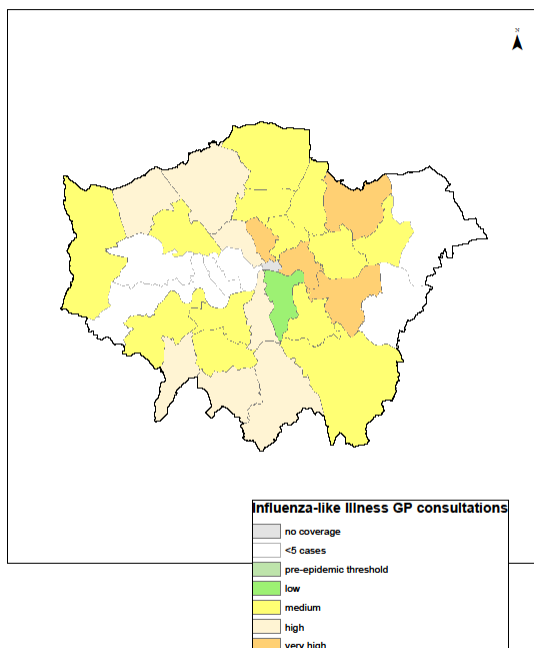 N
Influenza-like Illness GP consultations
no coverage
<5 cases
pre-epidemic threshold
low
medium
high
very high